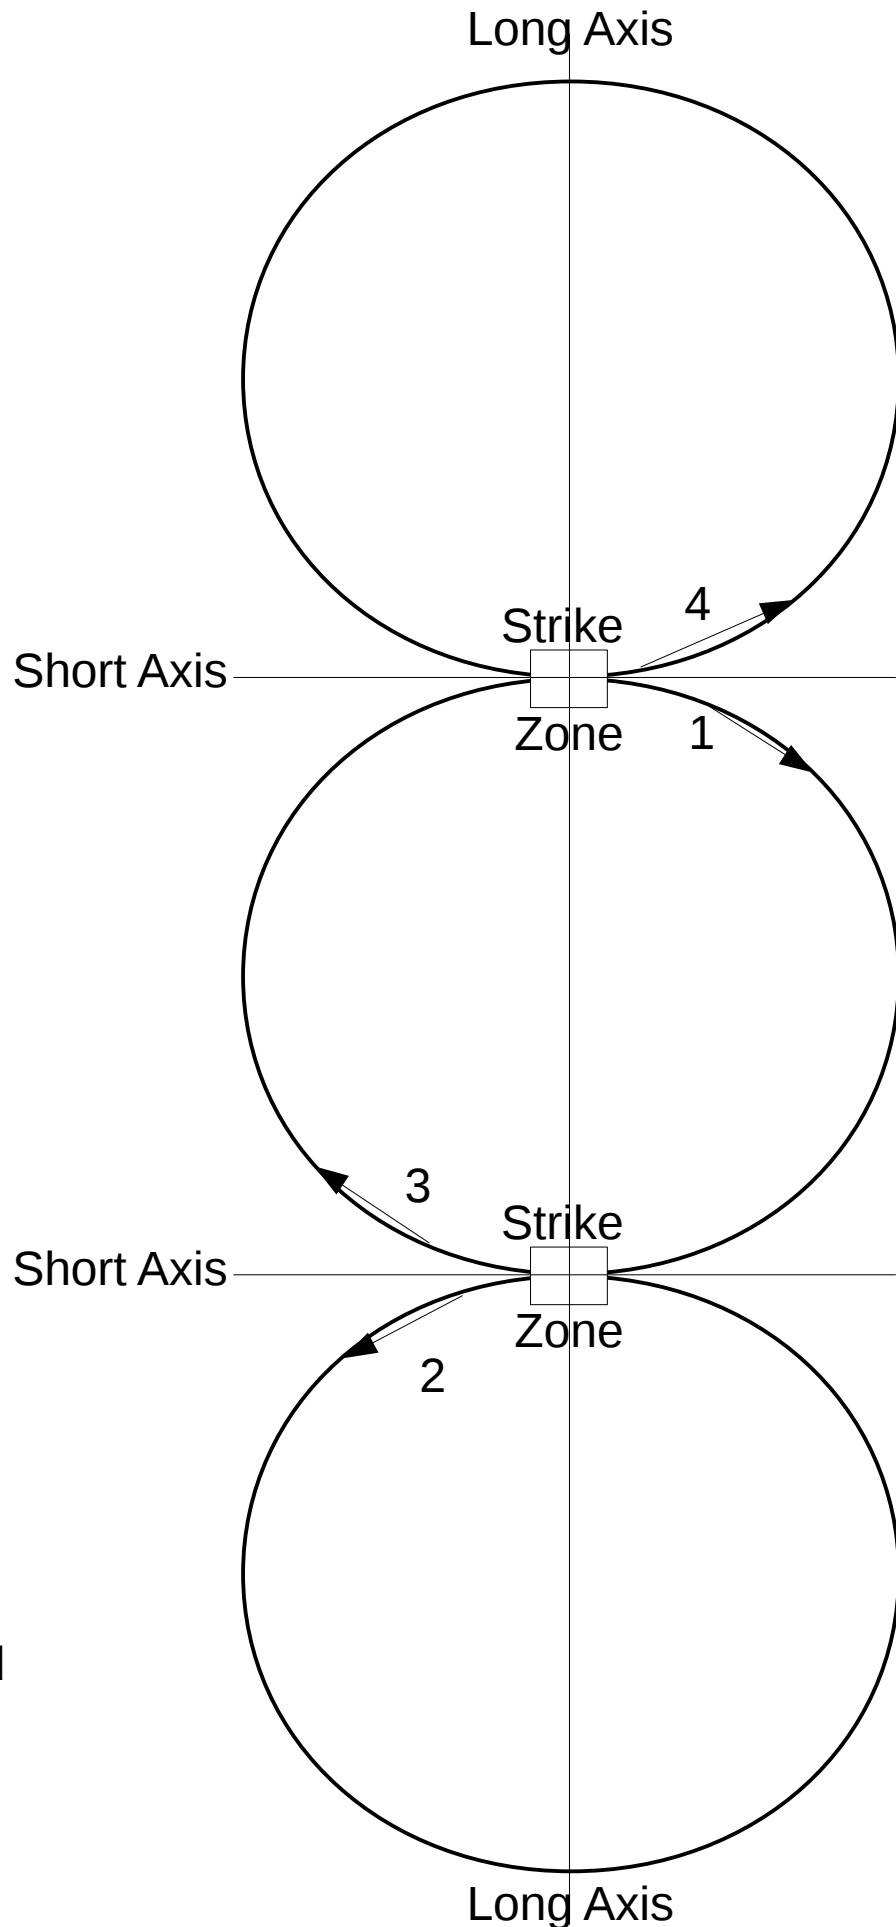 Long Axis
4
Strike
Short Axis
Zone
1
3
Strike
Short Axis
Zone
2
Long Axis